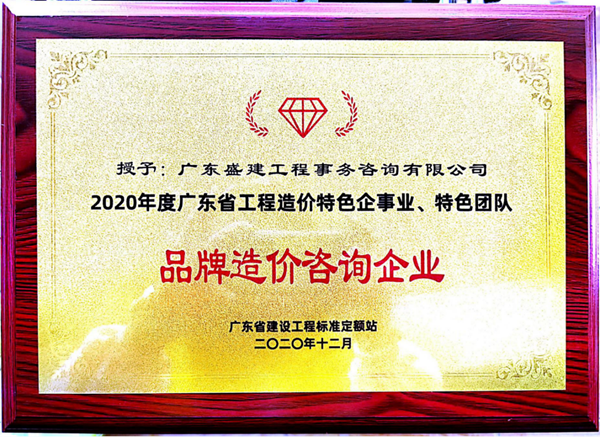 授予：广东盛建工程事务咨询有限公司
2020年度广东省工程造价特色企事业、特色团队
品牌造价咨询企业
广东省建设工程标准定额站
二〇二〇年十二月